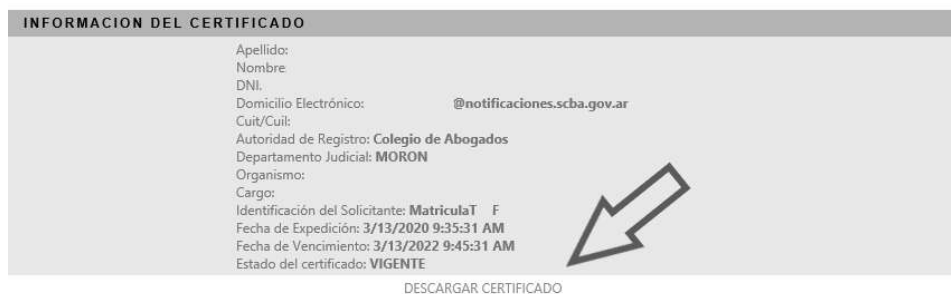 INFORMACION DEL CERTIFICADO
Apellido:
Nombre
DNI.
Domicilio Electrónico: @notificaciones.scba.gov.ar
Cuit/Cuil:
Autoridad de Registro: Colegio de Abogados
Departamento Judicial: MORON
Organismo:
Cargo:
Identificación del Solicitante: MatriculaT F
Fecha de Expedición: 3/13/2020 9:35:31 AM
Fecha de Vencimiento: 3/13/2022 9:45:31 AM
Estado del certificado: VIGENTE
DESCARGAR CERTIFICADO